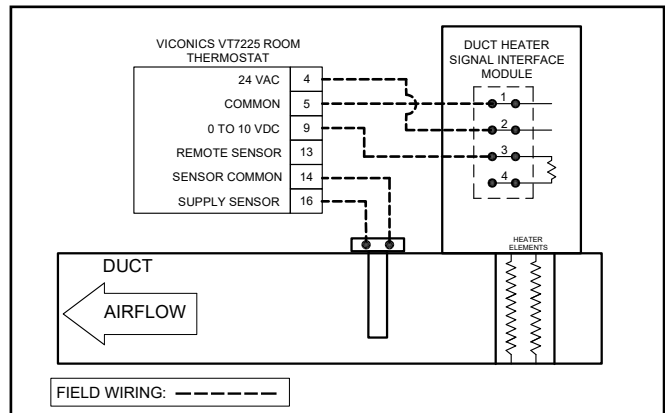 VICONICS VT7225 ROOM
THERMOSTAT
24 VAC 4
COMMON 5
0 TO 10 VDC 9
REMOTE SENSOR 13
SENSOR COMMON 14
SUPPLY SENSOR 16
DUCT HEATER
SIGNAL INTERFACE
MODULE
1
2
3
4
HEATER
ELEMENTS
DUCT
AIRFLOW
FIELD WIRING: